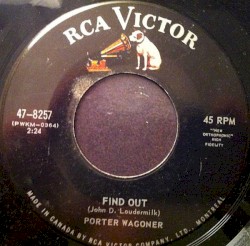 RCA VICTOR
47-8257
(PWKM-0364)
2:24
45 RPM
"NEW
ORTHOPHONIC"
HIGH
FIDELITY
FIND OUT
(John D. Loudermilk)
PORTER WAGONER
MADE IN CANADA BY RCA VICTOR COMPANY, LTD., MONTREAL